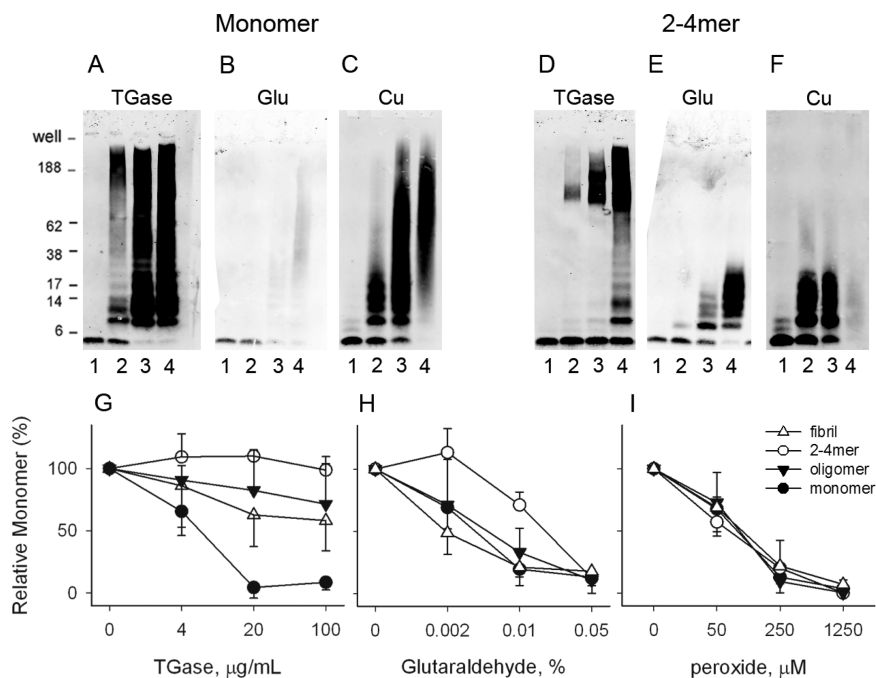 Monomer 2-4mer
A B C D E F
TGase Glu Cu TGase Glu Cu
well
188
62
38
17
14
6
1 2 3 4 1 2 3 4 1 2 3 4 1 2 3 4 1 2 3 4 1 2 3 4
G H I
Relative Monomer (%)
100
50
0
fibril
2-4mer
oligomer
monomer
0 4 20 100 0 0.002 0.01 0.05 0 50 250 1250
TGase, µg/mL Glutaraldehyde, % peroxide, µM